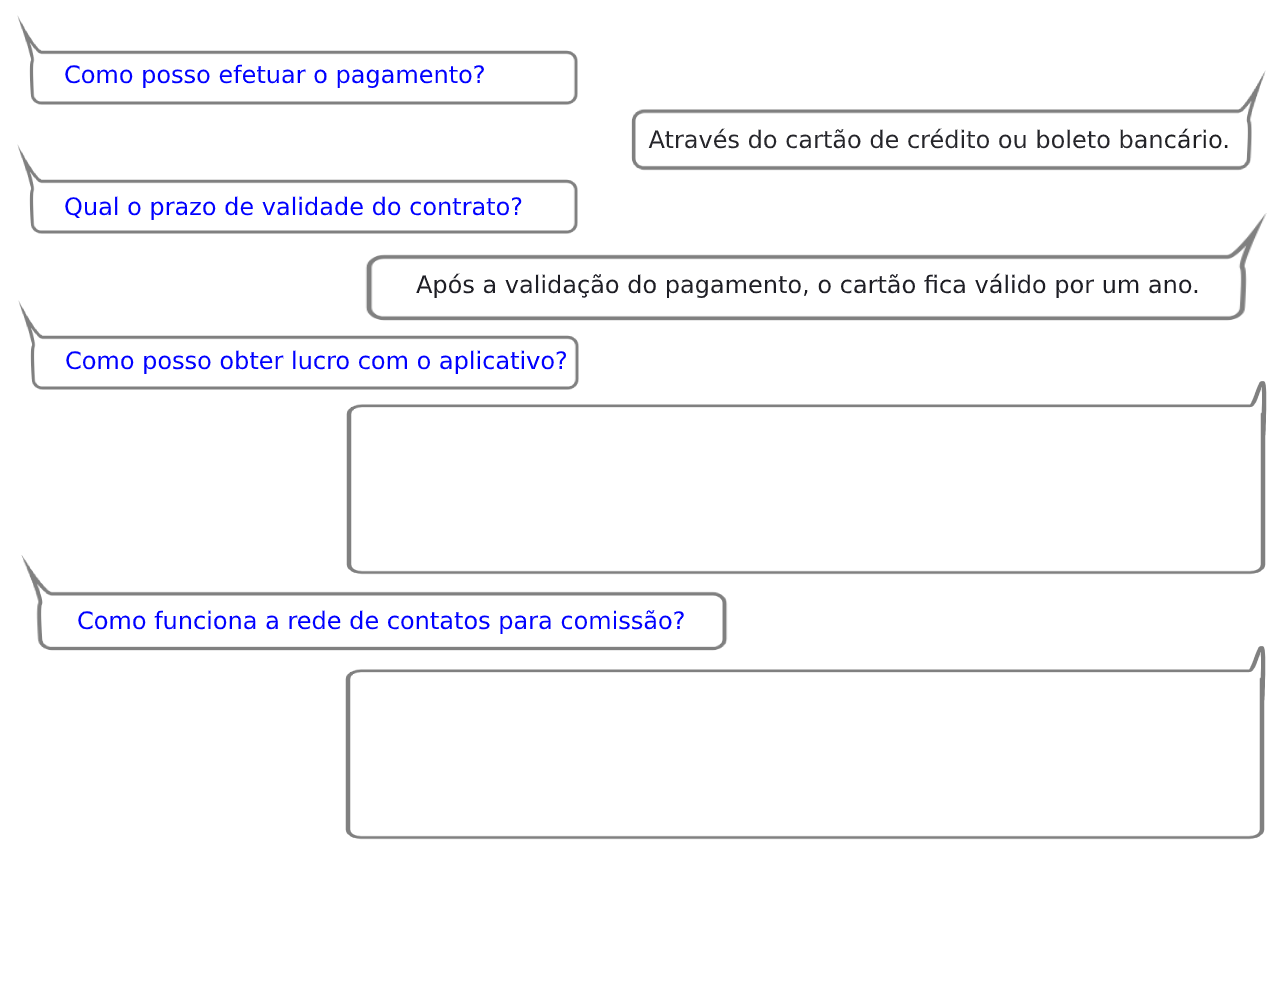 Como posso efetuar o pagamento?
Através do cartão de crédito ou boleto bancário.
Qual o prazo de validade do contrato?
Após a validação do pagamento, o cartão fica válido por um ano.
Como posso obter lucro com o aplicativo?
Como funciona a rede de contatos para comissão?